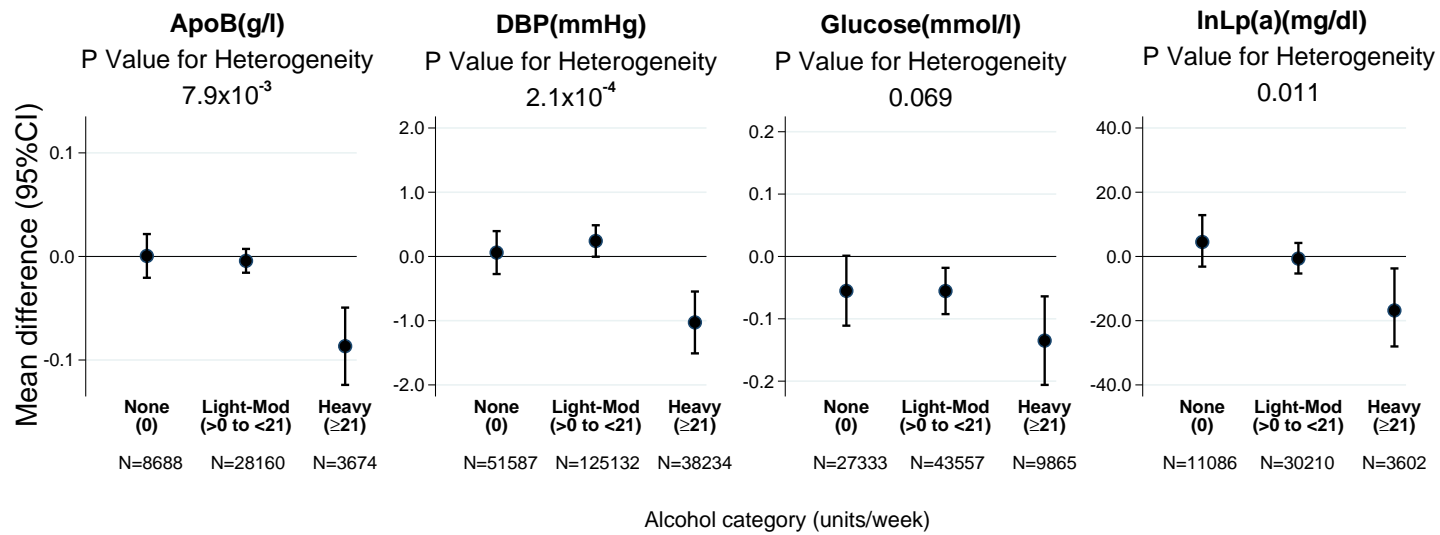 ApoB(g/l)
P Value for Heterogeneity
7.9x10⁻³
DBP(mmHg)
P Value for Heterogeneity
2.1x10⁻⁴
Glucose(mmol/l)
P Value for Heterogeneity
0.069
lnLp(a)(mg/dl)
P Value for Heterogeneity
0.011
Mean difference (95%CI)
0.1
0.0
-0.1
None Light-Mod Heavy
(0) (>0 to <21) (≥21)
N=8688 N=28160 N=3674
2.0
1.0
0.0
-1.0
-2.0
None Light-Mod Heavy
(0) (>0 to <21) (≥21)
N=51587 N=125132 N=38234
0.2
0.1
0.0
-0.1
-0.2
None Light-Mod Heavy
(0) (>0 to <21) (≥21)
N=27333 N=43557 N=9865
40.0
20.0
0.0
-20.0
-40.0
None Light-Mod Heavy
(0) (>0 to <21) (≥21)
N=11086 N=30210 N=3602
Alcohol category (units/week)